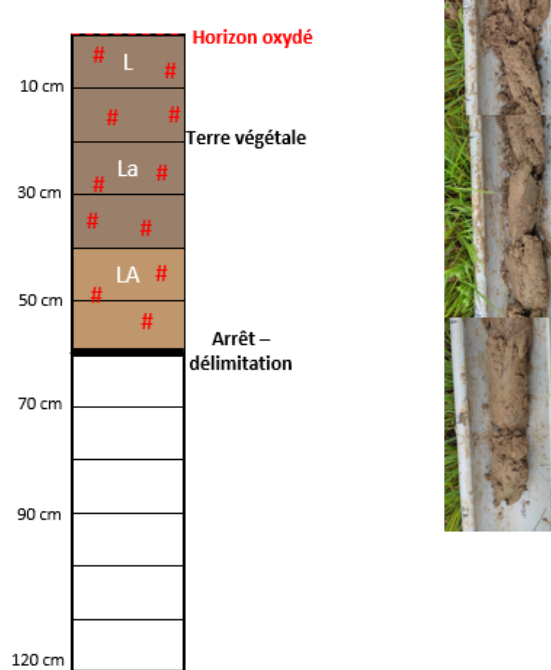 Horizon oxydé
# L #
10 cm
# #
Terre végétale
La #
#
30 cm
# #
LA #
#
50 cm
#
Arrêt –
délimitation
70 cm
90 cm
120 cm